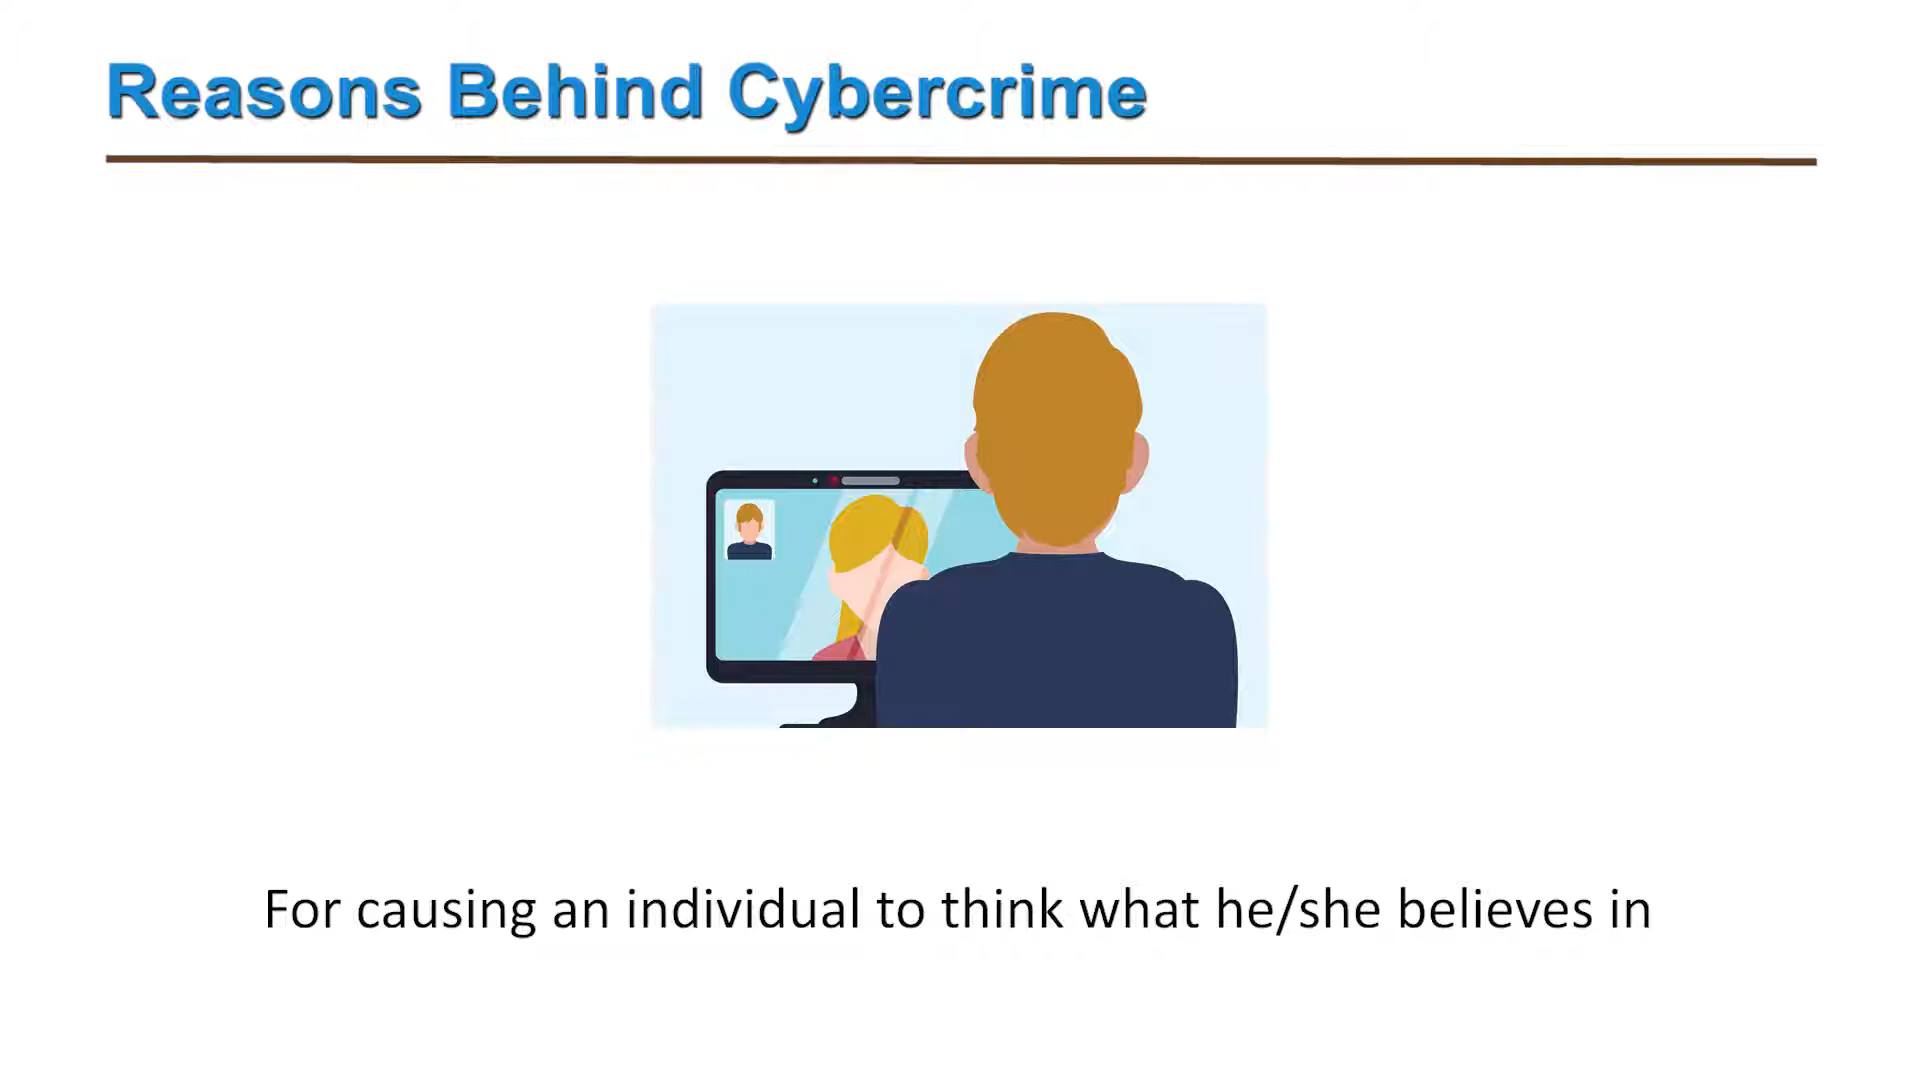 Reasons Behind Cybercrime
For causing an individual to think what he/she believes in